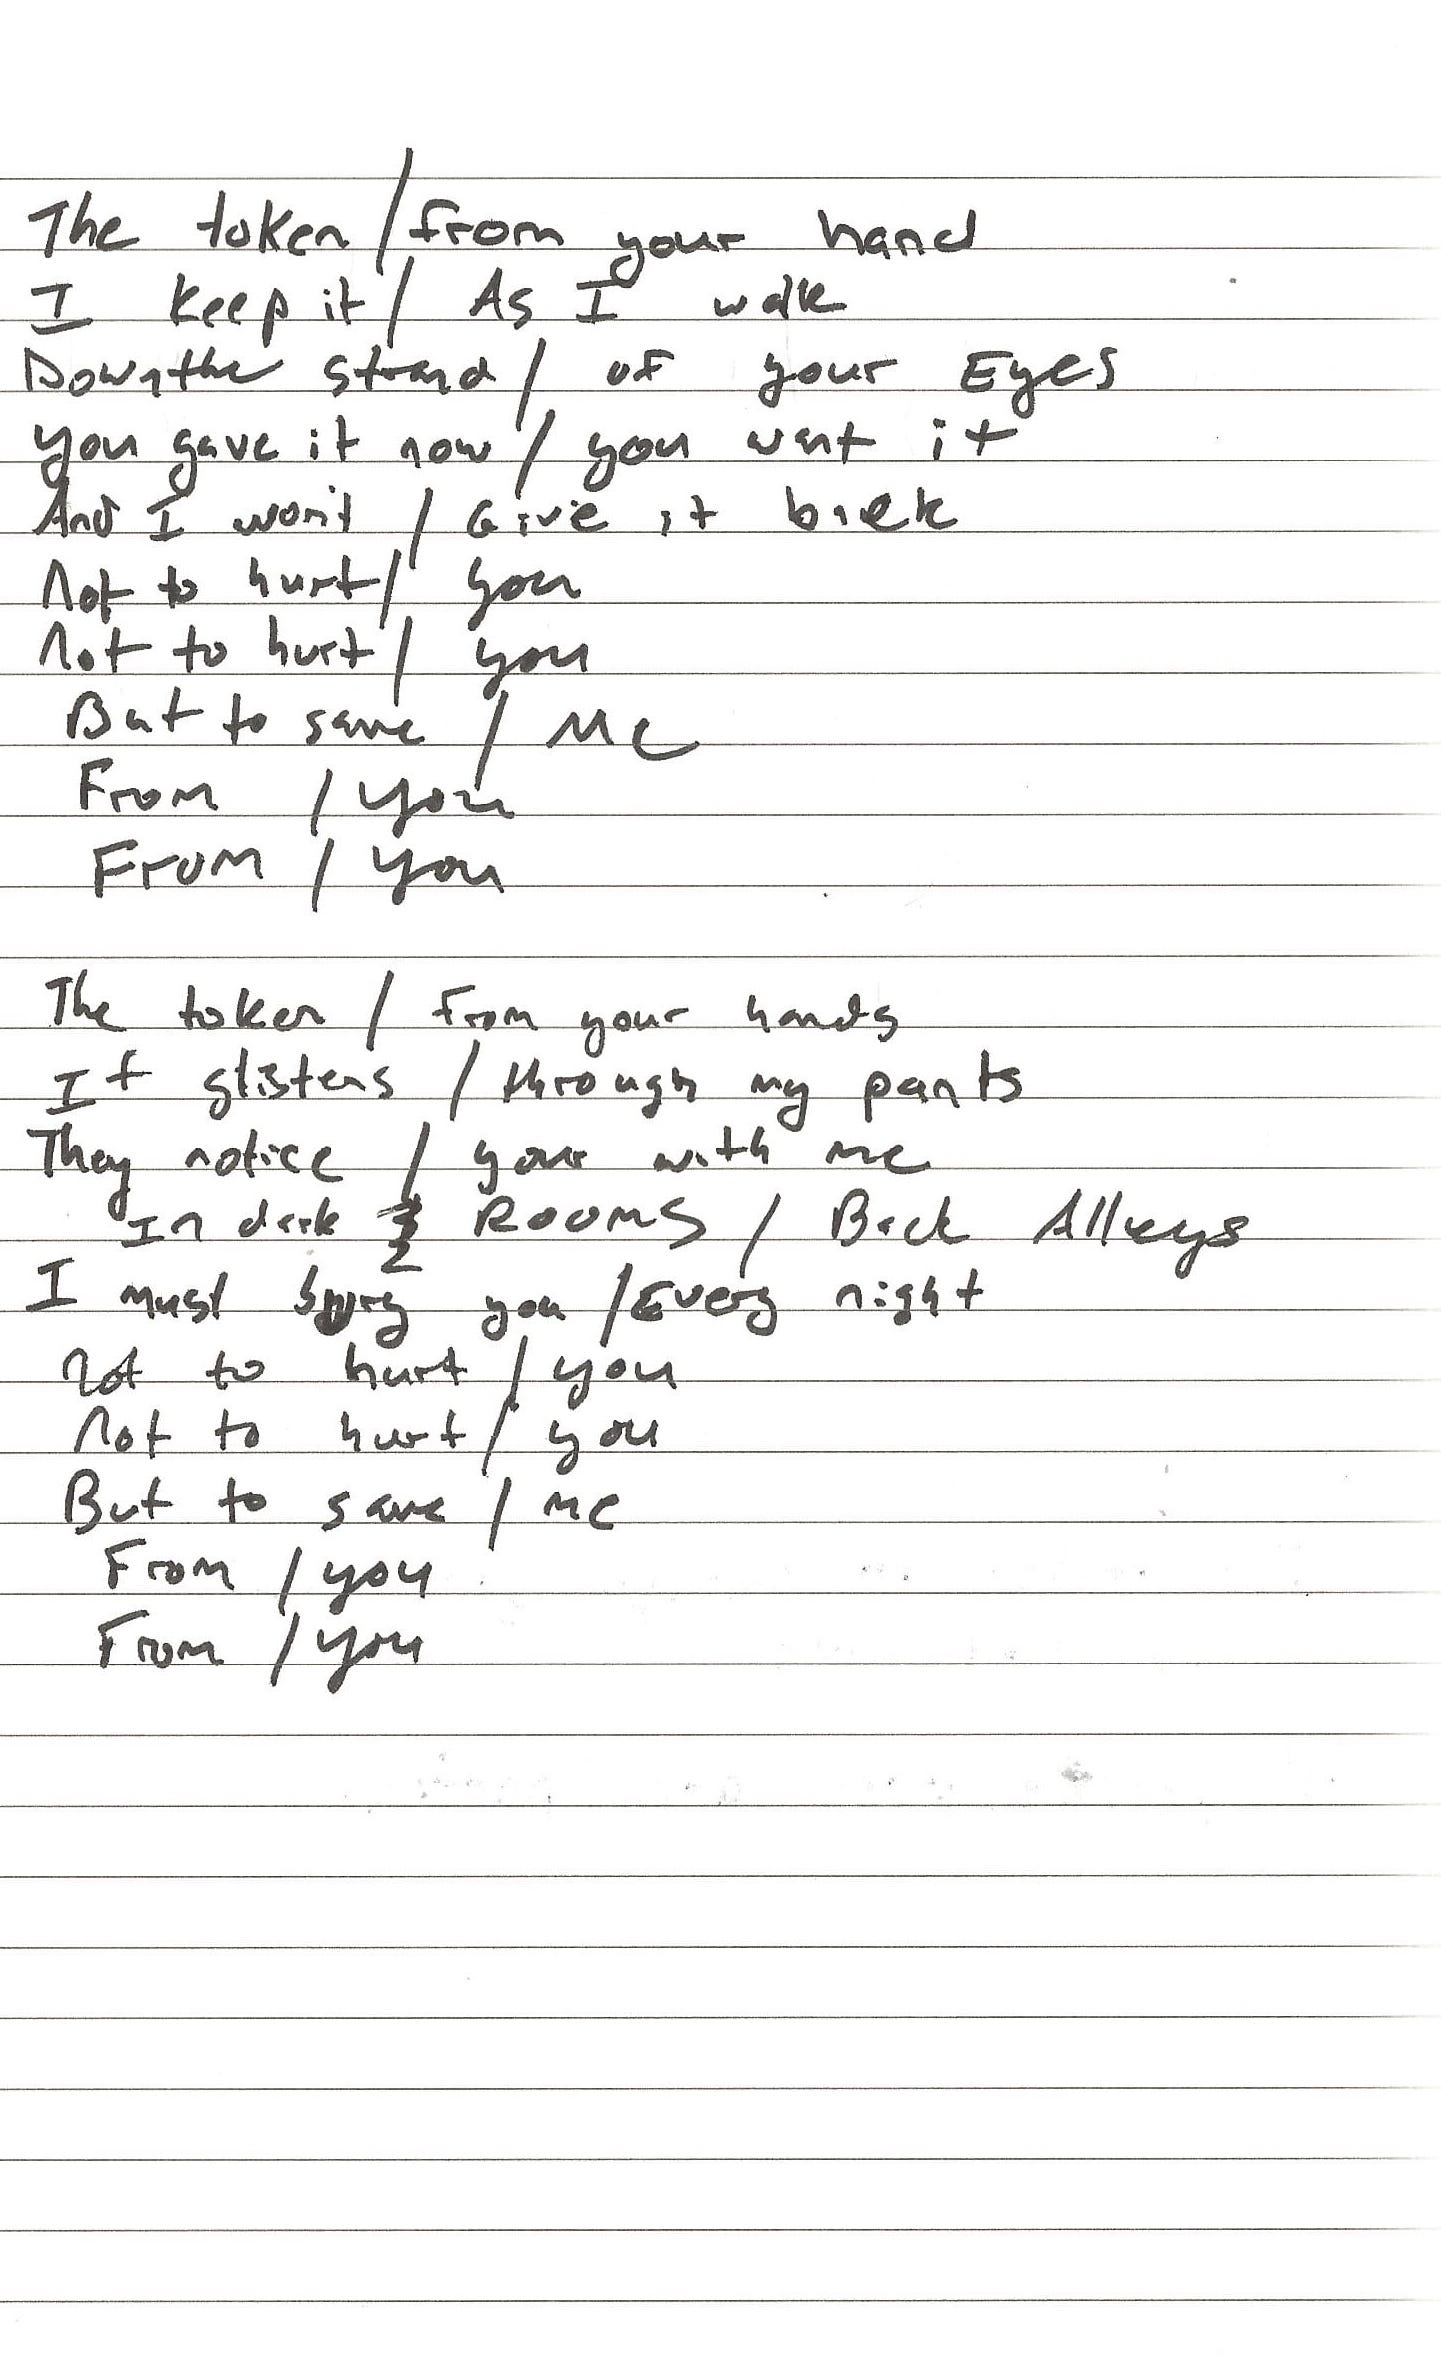 The token / from your hand
I keep it / As I walk
Down the strand / of your Eyes
you gave it now / you want it
And I won't / Give it back
Not to hurt / you
Not to hurt / you
But to save / Me
From / you
From / you
The token / From your hands
It glistens / through my pants
They notice / your with me
In dark Rooms / Back Alleys
I must bury you / Every night
Not to hurt / you
Not to hurt / you
But to save / me
From / you
From / you